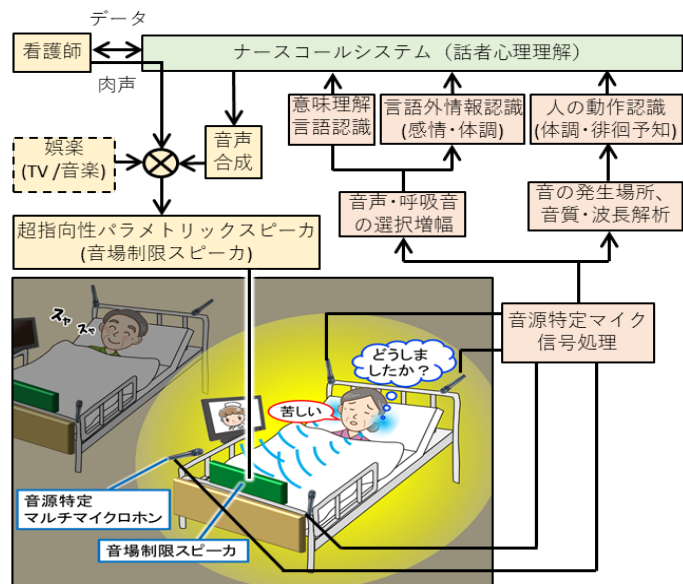 データ
看護師
ナースコールシステム（話者心理理解）
肉声
意味理解
言語認識
言語外情報認識
(感情・体調)
人の動作認識
(体調・徘徊予知)
娯楽
(TV /音楽)
音声
合成
音声・呼吸音
の選択増幅
音の発生場所、
音質・波長解析
超指向性パラメトリックスピーカ
(音場制限スピーカ)
音源特定マイク
信号処理
スヤ
スヤ
どうしま
したか？
苦しい
音源特定
マルチマイクロホン
音場制限スピーカ